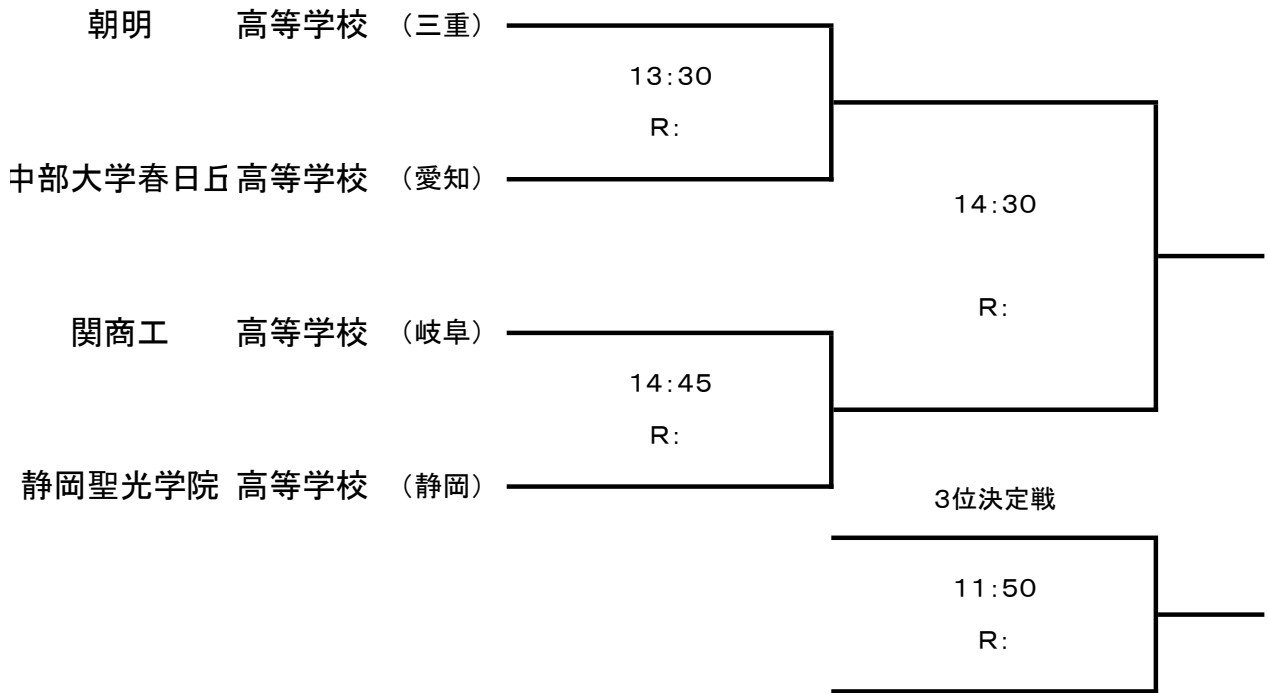 朝明 高等学校 （三重）
13：30
R：
中部大学春日丘 高等学校 （愛知）
14：30
関商工 高等学校 （岐阜）
R：
14：45
R：
静岡聖光学院 高等学校 （静岡）
3位決定戦
11：50
R：